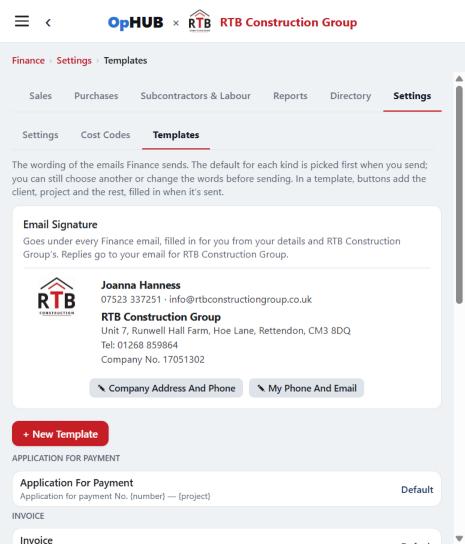 OpHUB × RTB RTB Construction Group
Finance › Settings › Templates
Sales Purchases Subcontractors & Labour Reports Directory Settings
Settings Cost Codes Templates
The wording of the emails Finance sends. The default for each kind is picked first when you send;
you can still choose another or change the words before sending. In a template, buttons add the
client, project and the rest, filled in when it's sent.
Email Signature
Goes under every Finance email, filled in for you from your details and RTB Construction
Group's. Replies go to your email for RTB Construction Group.
RTB
CONSTRUCTION
Joanna Hanness
07523 337251 · info@rtbconstructiongroup.co.uk
RTB Construction Group
Unit 7, Runwell Hall Farm, Hoe Lane, Rettendon, CM3 8DQ
Tel: 01268 859864
Company No. 17051302
Company Address And Phone My Phone And Email
+ New Template
APPLICATION FOR PAYMENT
Application For Payment
Application for payment No. {number} — {project}
Default
INVOICE
Invoice